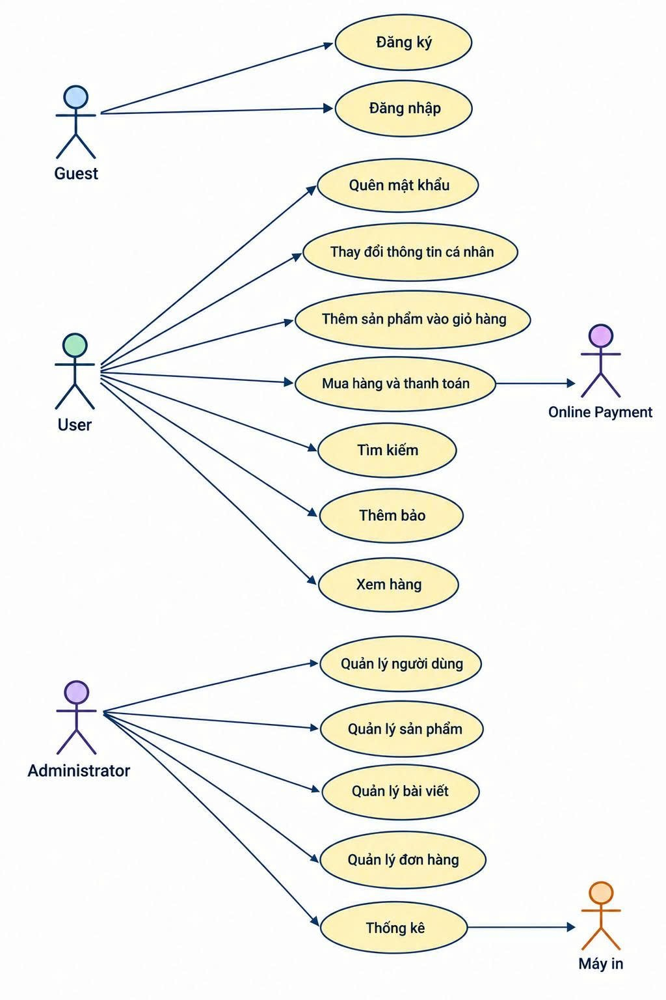 Đăng ký
Đăng nhập
Guest
Quên mật khẩu
Thay đổi thông tin cá nhân
Thêm sản phẩm vào giỏ hàng
Mua hàng và thanh toán
Online Payment
User
Tìm kiếm
Thêm bảo
Xem hàng
Quản lý người dùng
Quản lý sản phẩm
Administrator
Quản lý bài viết
Quản lý đơn hàng
Thống kê
Máy in